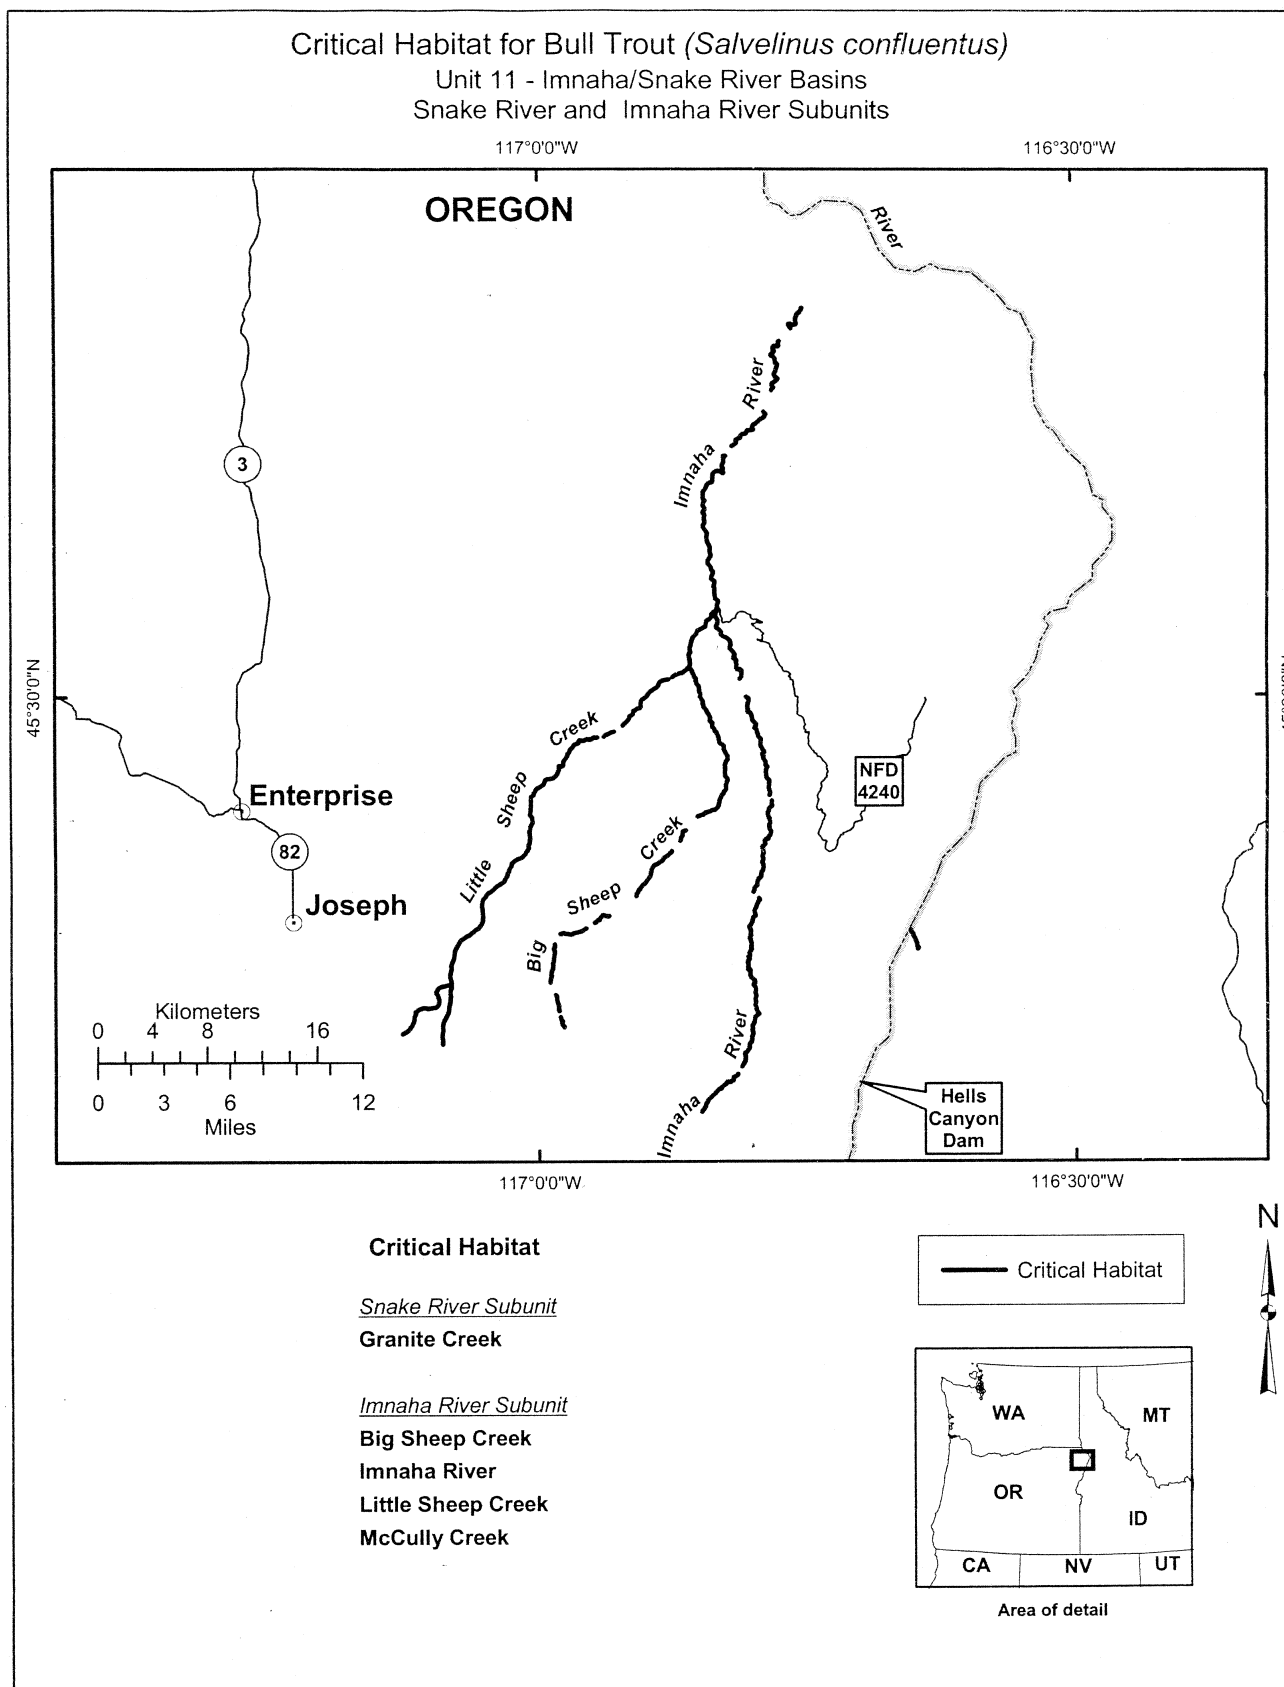 Critical Habitat for Bull Trout (Salvelinus confluentus)
Unit 11 - Imnaha/Snake River Basins
Snake River and Imnaha River Subunits
117°0'0"W
116°30'0"W
OREGON
River
River
Imnaha
3
45°30'0"N
Creek
Sheep
Little
NFD
4240
Enterprise
82
Joseph
Creek
Sheep
Big
River
Imnaha
Kilometers
0 4 8 16
0 3 6 12
Miles
Hells
Canyon
Dam
117°0'0"W
116°30'0"W
Critical Habitat
Snake River Subunit
Granite Creek
Imnaha River Subunit
Big Sheep Creek
Imnaha River
Little Sheep Creek
McCully Creek
N
Critical Habitat
WA
MT
OR
ID
CA
NV
UT
Area of detail